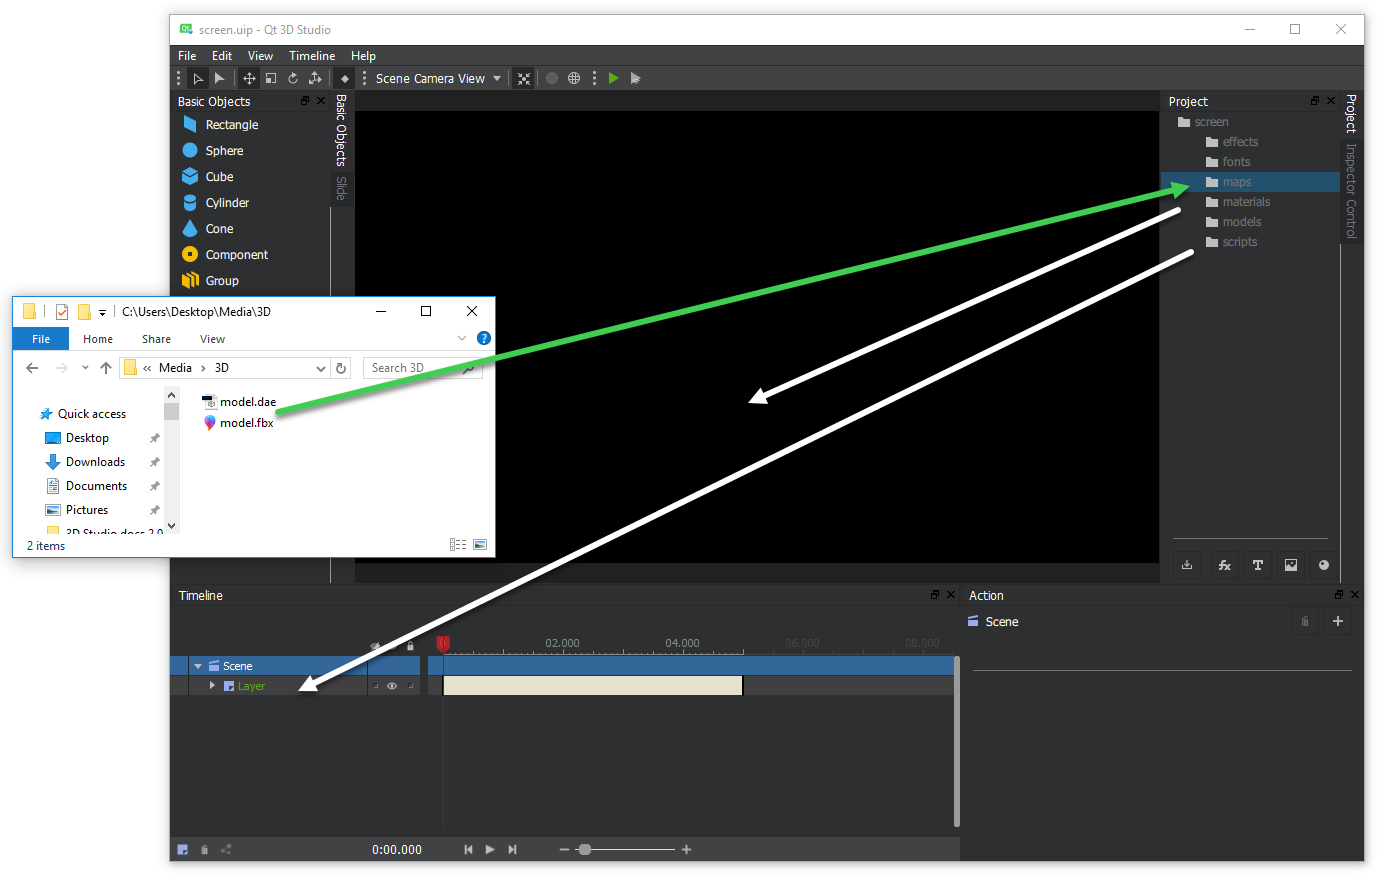 screen.uip - Qt 3D Studio
File Edit View Timeline Help
Scene Camera View
Basic Objects
Rectangle
Sphere
Cube
Cylinder
Cone
Component
Group
Basic Objects
Slide
Project
screen
effects
fonts
maps
materials
models
scripts
Project
Inspector Control
C:\Users\Desktop\Media\3D
File Home Share View
?
« Media › 3D
Search 3D
Quick access
Desktop
Downloads
Documents
Pictures
3D Studio docs 2.0
model.dae
model.fbx
2 items
fx T
Timeline
02.000 04.000 06.000 08.000
Scene
Layer
0:00.000
Action
Scene